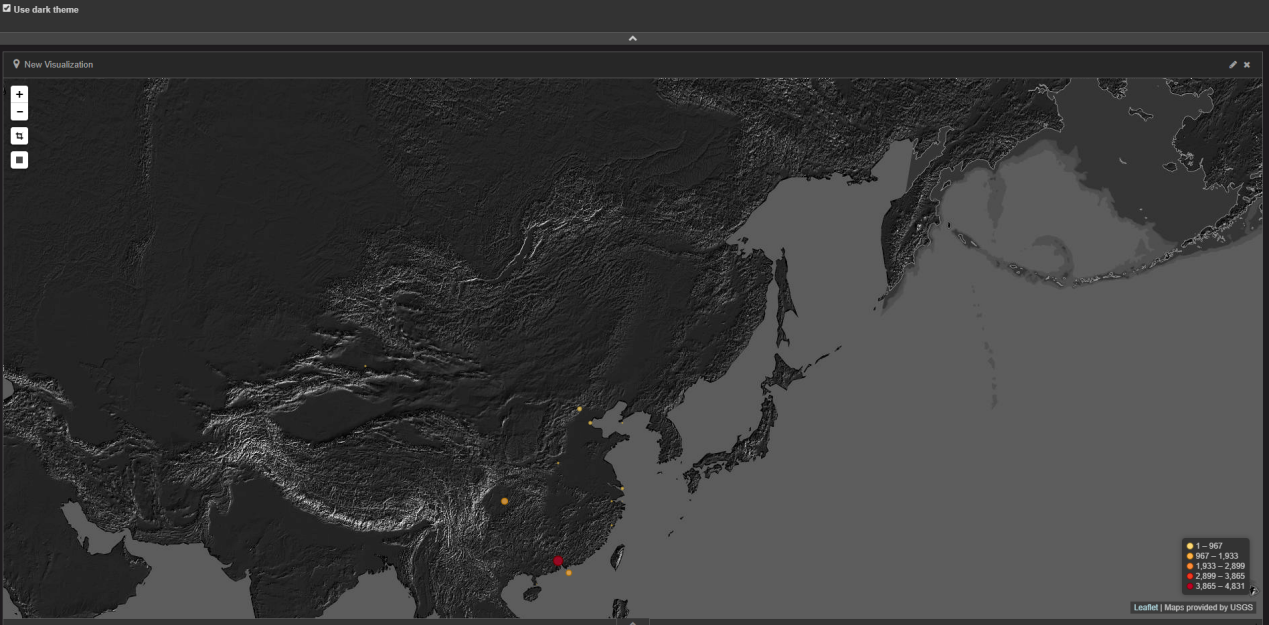 Use dark theme
New Visualization
+
−
1 – 967
967 – 1,933
1,933 – 2,899
2,899 – 3,865
3,865 – 4,831
Leaflet | Maps provided by USGS